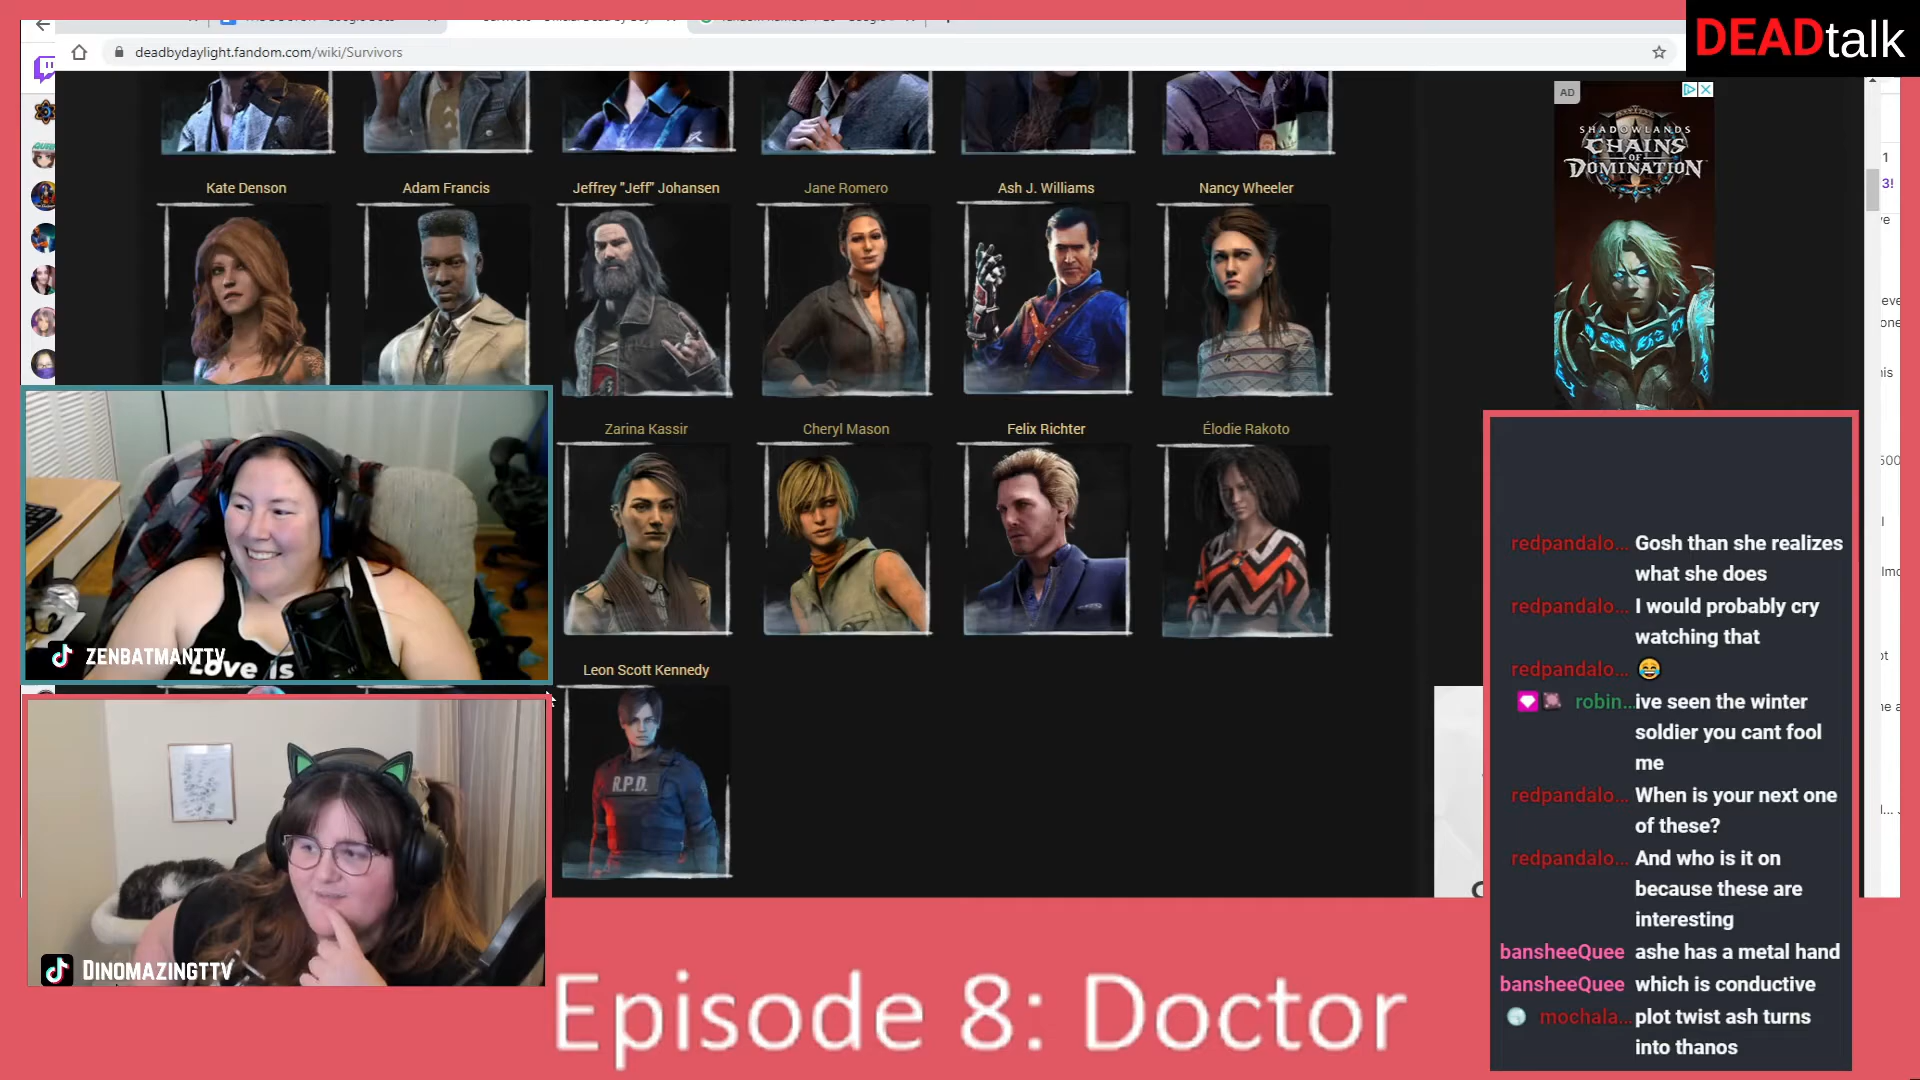 DEADtalk
deadbydaylight.fandom.com/wiki/Survivors
AD
SHADOWLANDS
CHAINS
OF
DOMINATION
Kate Denson
Adam Francis
Jeffrey "Jeff" Johansen
Jane Romero
Ash J. Williams
Nancy Wheeler
Zarina Kassir
Cheryl Mason
Felix Richter
Élodie Rakoto
Leon Scott Kennedy
R.P.D.
ZENBATMANTTV
Love is
DINOMAZINGTTV
redpandalo... Gosh than she realizes
what she does
redpandalo... I would probably cry
watching that
redpandalo... 😂
robin... ive seen the winter
soldier you cant fool
me
redpandalo... When is your next one
of these?
redpandalo... And who is it on
because these are
interesting
bansheeQuee ashe has a metal hand
bansheeQuee which is conductive
mochala... plot twist ash turns
into thanos
Episode 8: Doctor